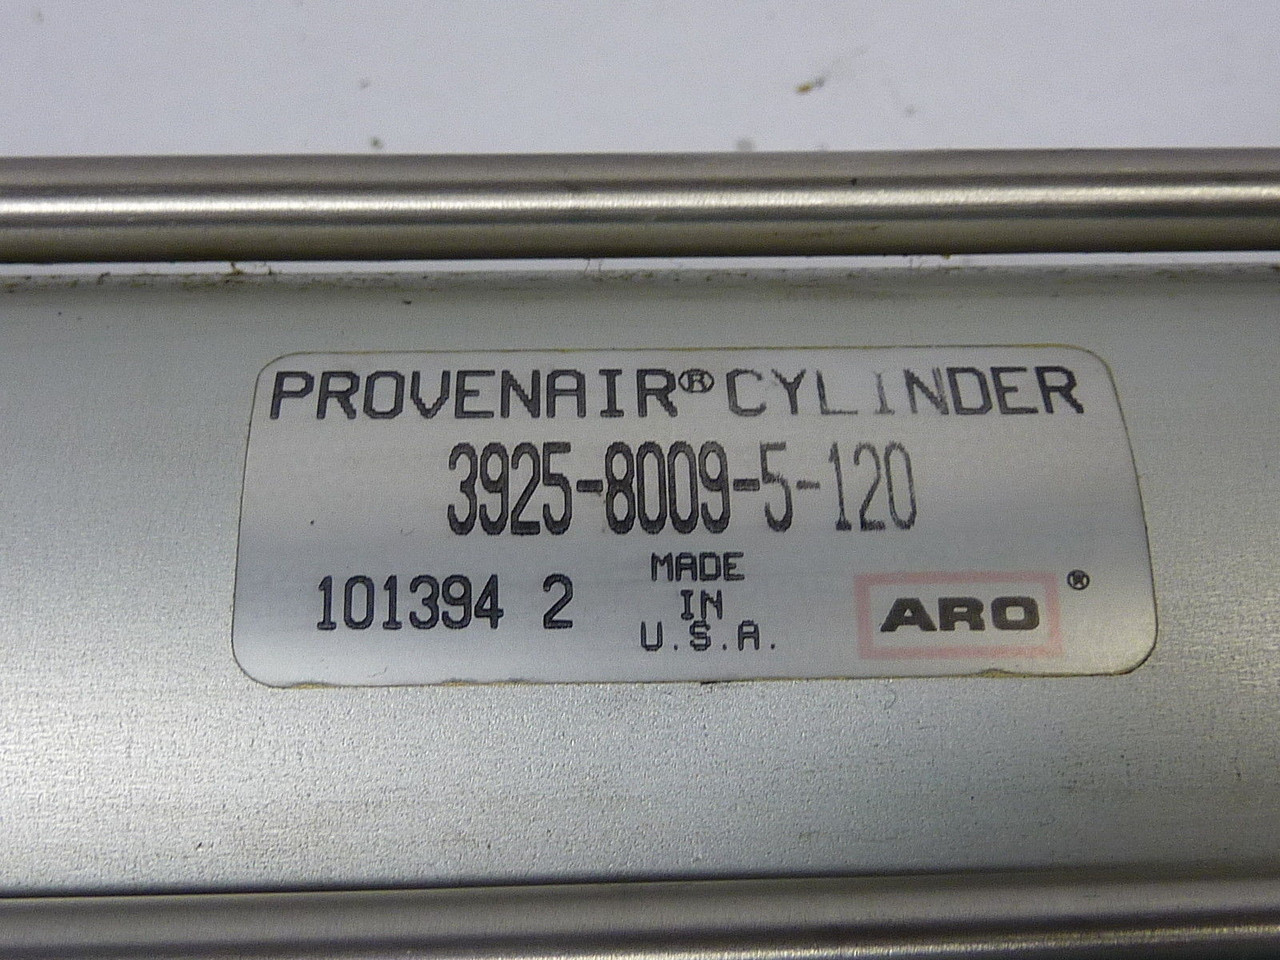 PROVENAIR® CYLINDER
3925-8009-5-120
101394 2
MADE
IN
U.S.A.
ARO®